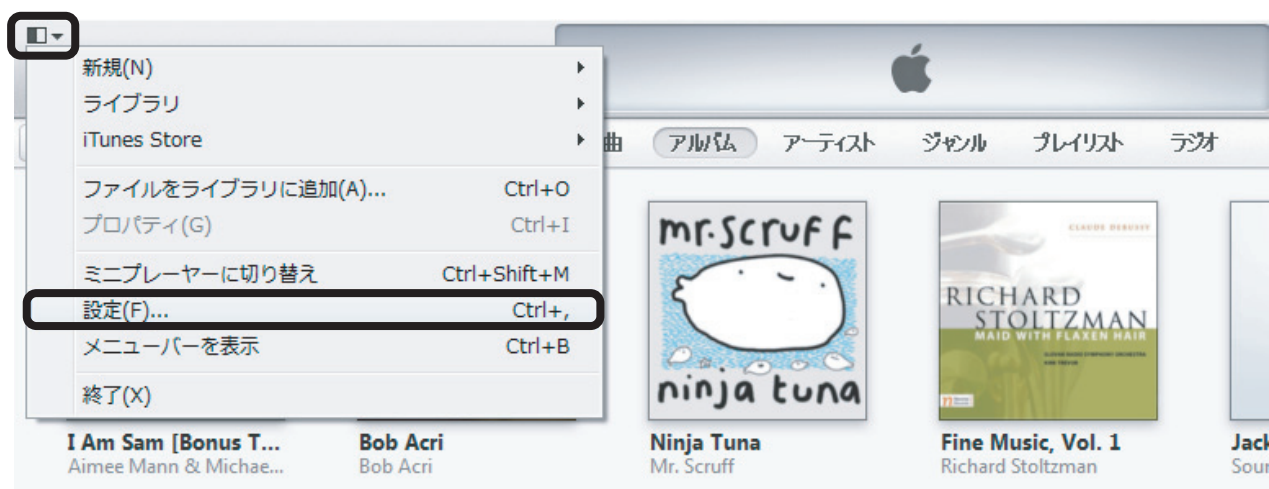 新規(N)
ライブラリ
iTunes Store
ファイルをライブラリに追加(A)... Ctrl+O
プロパティ(G) Ctrl+I
ミニプレーヤーに切り替え Ctrl+Shift+M
設定(F)... Ctrl+,
メニューバーを表示 Ctrl+B
終了(X)
曲 アルバム アーティスト ジャンル プレイリスト ラジオ
mr.scruff
ninja tuna
CLAUDE DEBUSSY
RICHARD
STOLTZMAN
MAID WITH FLAXEN HAIR
I Am Sam [Bonus T... Bob Acri Ninja Tuna Fine Music, Vol. 1 Jack
Aimee Mann & Michae... Bob Acri Mr. Scruff Richard Stoltzman Sour